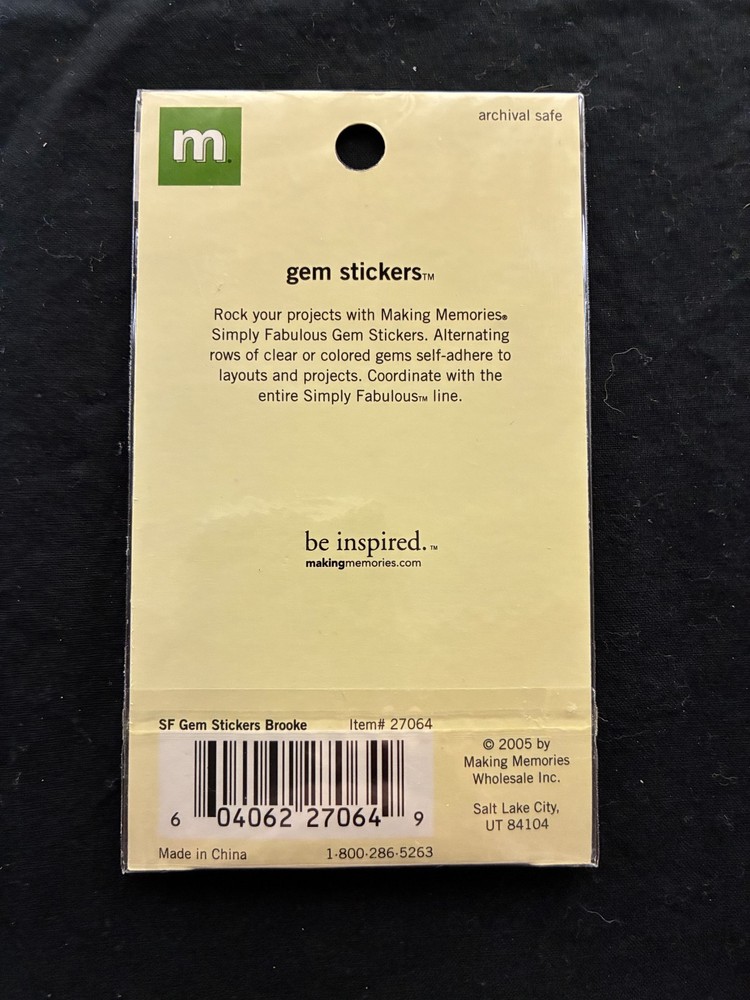 m.
archival safe
gem stickers™
Rock your projects with Making Memories®
Simply Fabulous Gem Stickers. Alternating
rows of clear or colored gems self-adhere to
layouts and projects. Coordinate with the
entire Simply Fabulous™ line.
be inspired.™
makingmemories.com
SF Gem Stickers Brooke Item# 27064
6 04062 27064 9
Made in China 1-800-286-5263
© 2005 by
Making Memories
Wholesale Inc.
Salt Lake City,
UT 84104